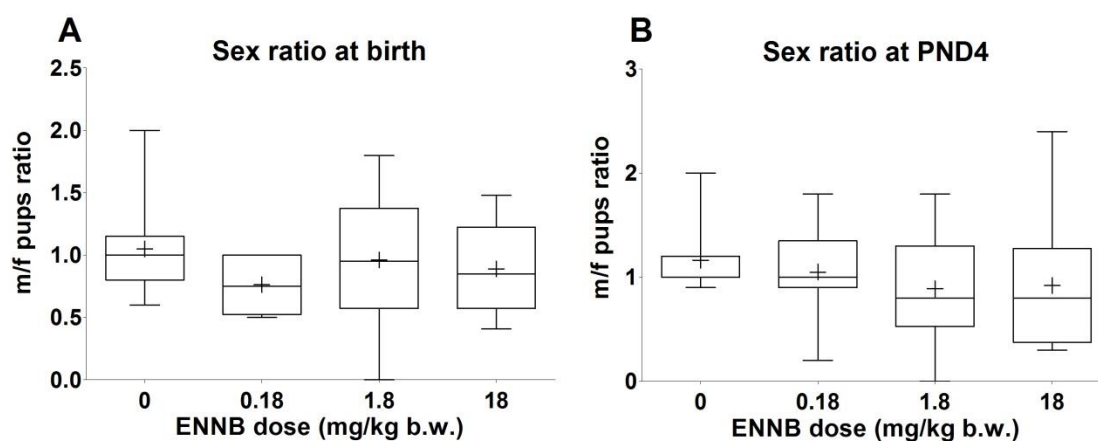 A
Sex ratio at birth
2.5
2.0
1.5
1.0
0.5
0.0
m/f pups ratio
0 0.18 1.8 18
ENNB dose (mg/kg b.w.)
B
Sex ratio at PND4
3
2
1
0
m/f pups ratio
0 0.18 1.8 18
ENNB dose (mg/kg b.w.)